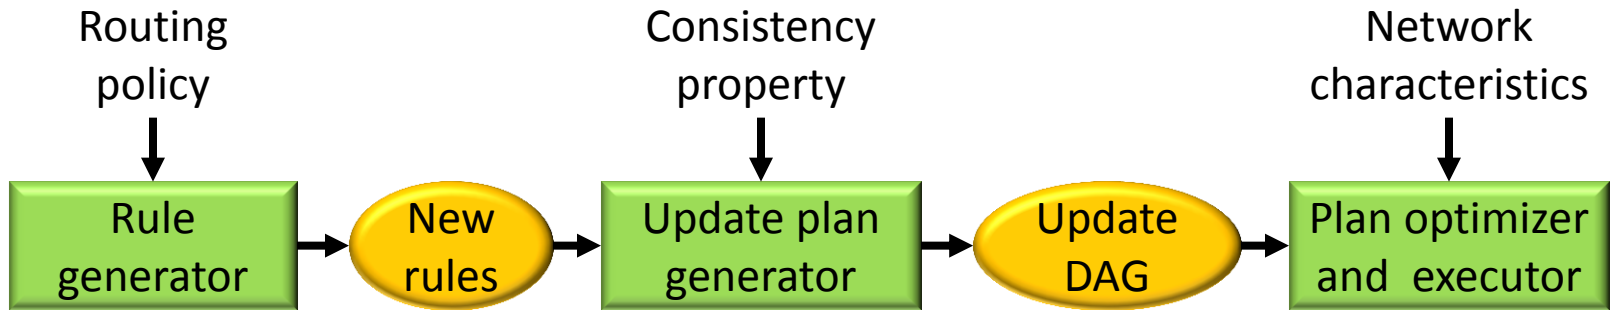 Routing
policy
Consistency
property
Network
characteristics
Rule
generator
New
rules
Update plan
generator
Update
DAG
Plan optimizer
and executor